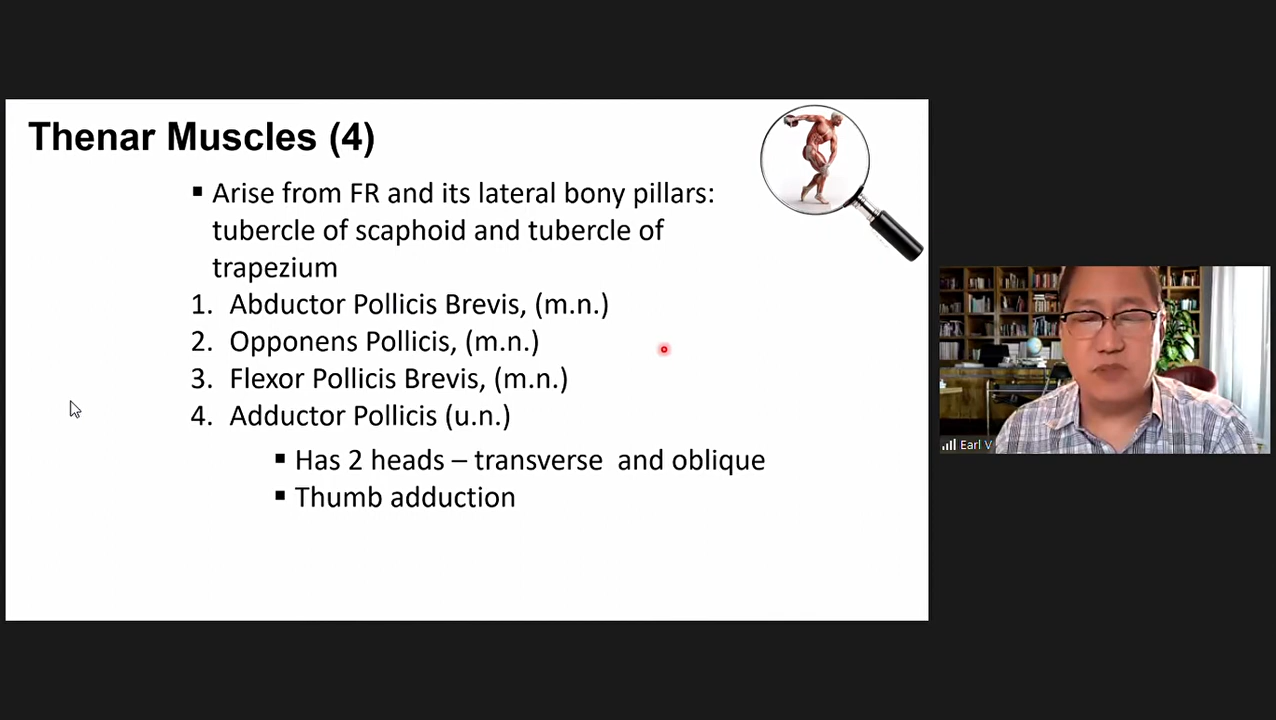 Thenar Muscles (4)
▪ Arise from FR and its lateral bony pillars:
tubercle of scaphoid and tubercle of
trapezium
1. Abductor Pollicis Brevis, (m.n.)
2. Opponens Pollicis, (m.n.)
3. Flexor Pollicis Brevis, (m.n.)
4. Adductor Pollicis (u.n.)
▪ Has 2 heads – transverse and oblique
▪ Thumb adduction
Earl V